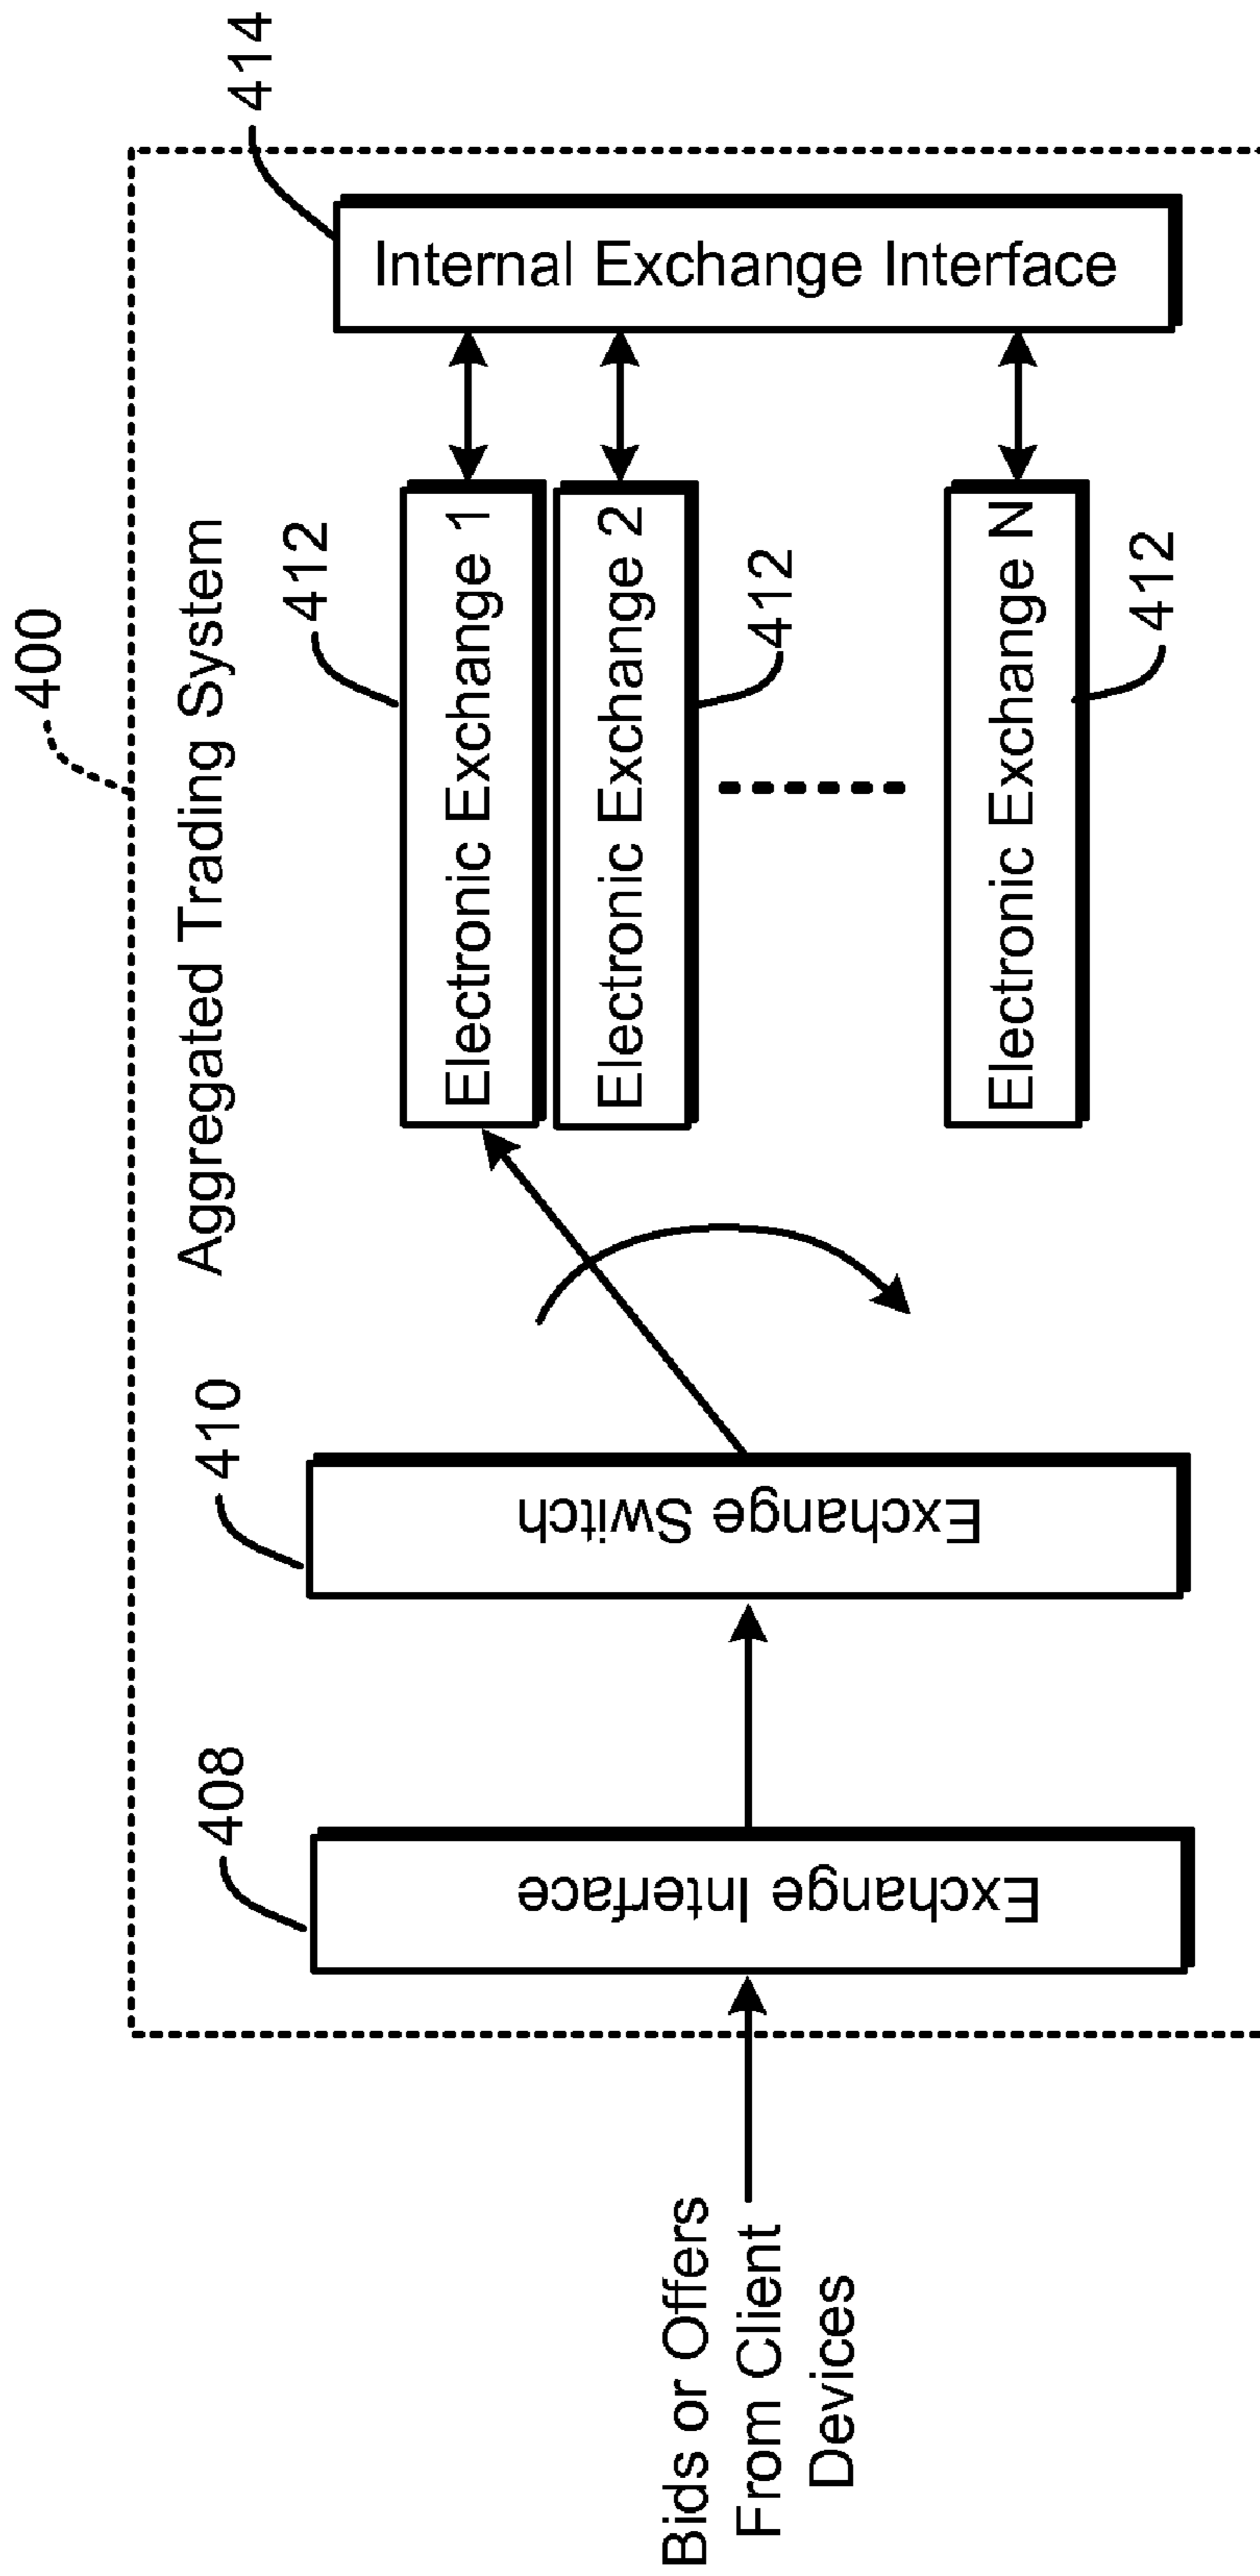 400
Aggregated Trading System
Bids or Offers
From Client
Devices
408
Exchange Interface
410
Exchange Switch
412
Electronic Exchange 1
Electronic Exchange 2
412
Electronic Exchange N
412
414
Internal Exchange Interface